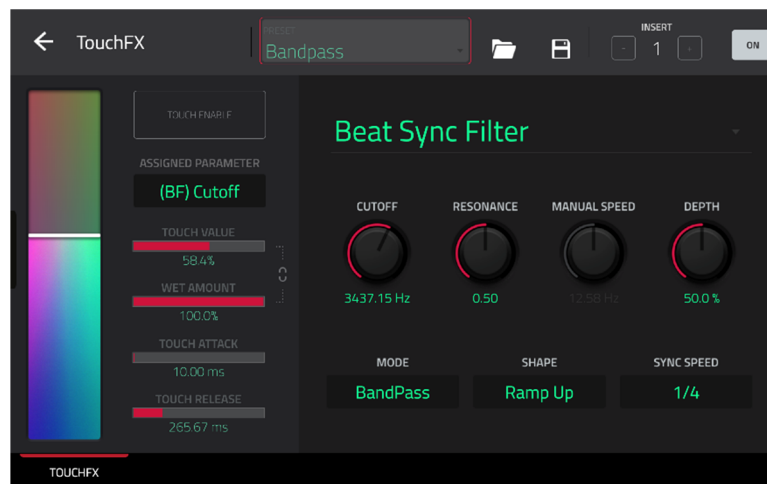 TouchFX
PRESET
Bandpass
INSERT
- 1 +
ON
TOUCH ENABLE
ASSIGNED PARAMETER
(BF) Cutoff
TOUCH VALUE
58.4%
WET AMOUNT
100.0%
TOUCH ATTACK
10.00 ms
TOUCH RELEASE
265.67 ms
Beat Sync Filter
CUTOFF RESONANCE MANUAL SPEED DEPTH
3437.15 Hz 0.50 12.58 Hz 50.0 %
MODE SHAPE SYNC SPEED
BandPass Ramp Up 1/4
TOUCHFX